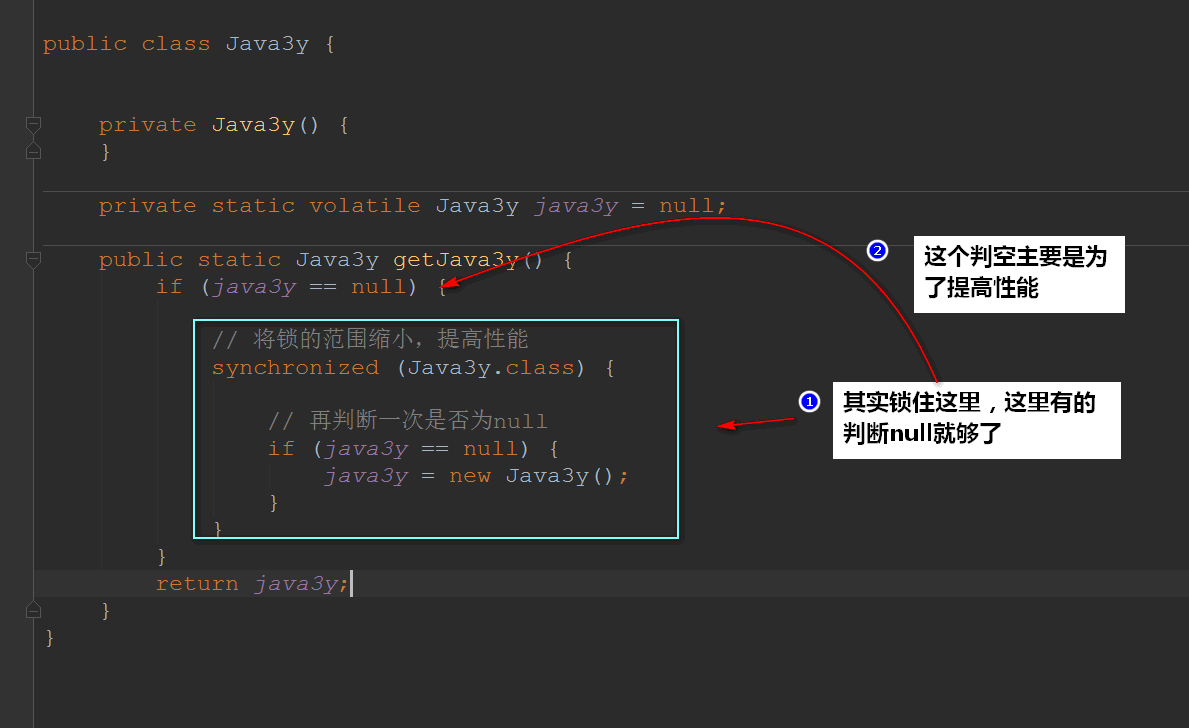 public class Java3y {
private Java3y() {
}
private static volatile Java3y java3y = null;
public static Java3y getJava3y() {
if (java3y == null) {
// 将锁的范围缩小，提高性能
synchronized (Java3y.class) {
// 再判断一次是否为null
if (java3y == null) {
java3y = new Java3y();
}
}
}
return java3y;
}
}
2
这个判空主要是为
了提高性能
1
其实锁住这里，这里有的
判断null就够了